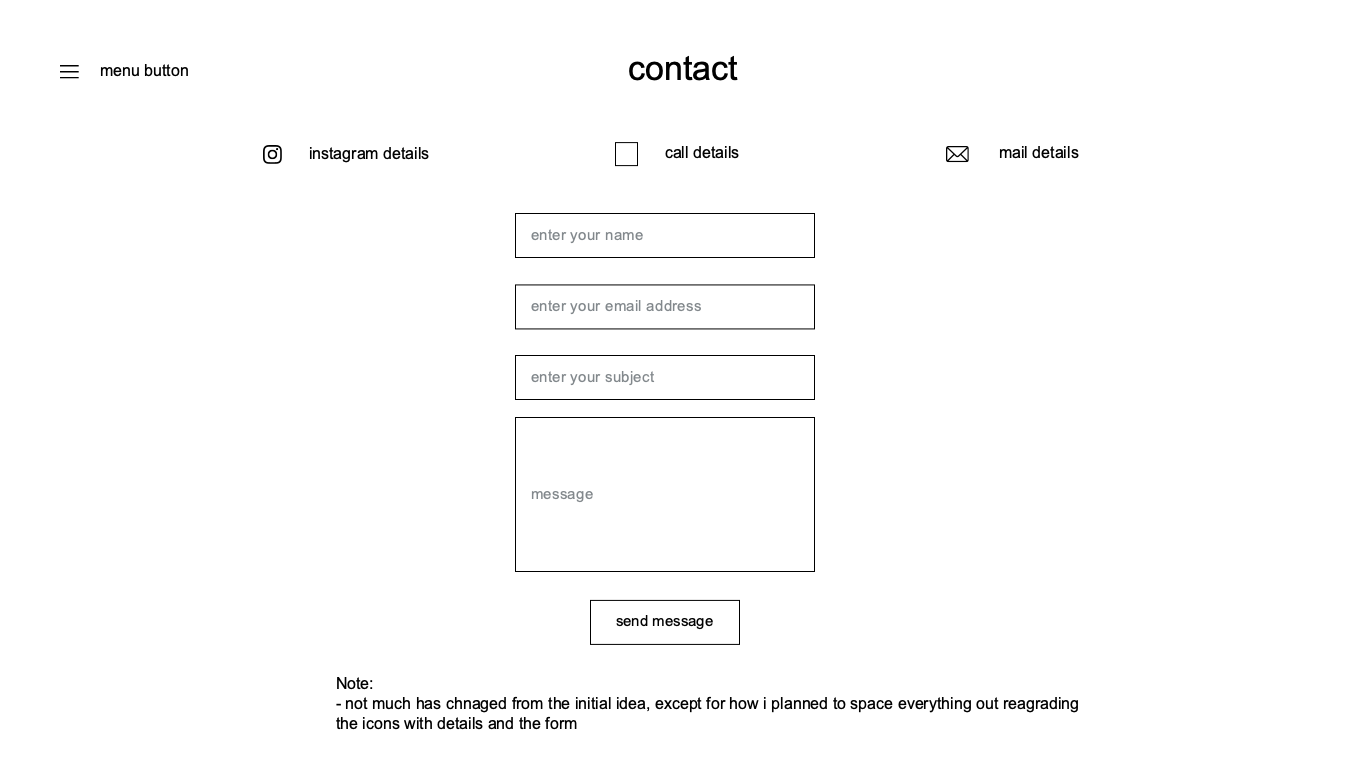 menu button
contact
instagram details
call details
mail details
enter your name
enter your email address
enter your subject
message
send message
Note:
- not much has chnaged from the initial idea, except for how i planned to space everything out reagrading
the icons with details and the form